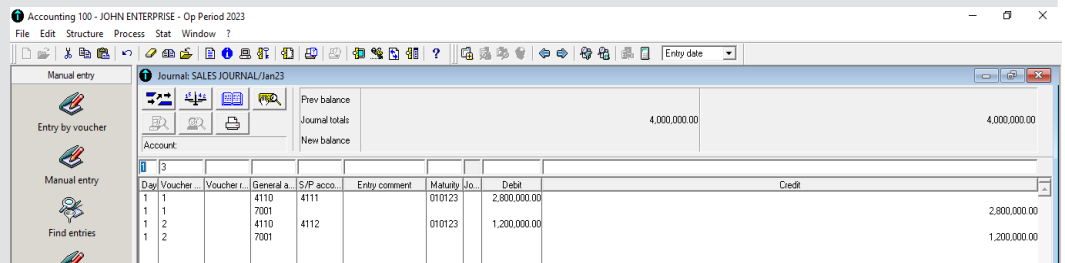 Accounting 100 - JOHN ENTERPRISE - Op Period 2023
File Edit Structure Process Stat Window ?
Entry date
Manual entry
Journal: SALES JOURNAL/Jan23
Prev balance
Entry by voucher
Journal totals 4,000,000.00 4,000,000.00
New balance
Account:
1 3
Manual entry
Day Voucher ... Voucher r... General a... S/P acco... Entry comment Maturity Jo... Debit Credit
1 1 4110 4111 010123 2,800,000.00
1 1 7001 2,800,000.00
1 2 4110 4112 010123 1,200,000.00
1 2 7001 1,200,000.00
Find entries